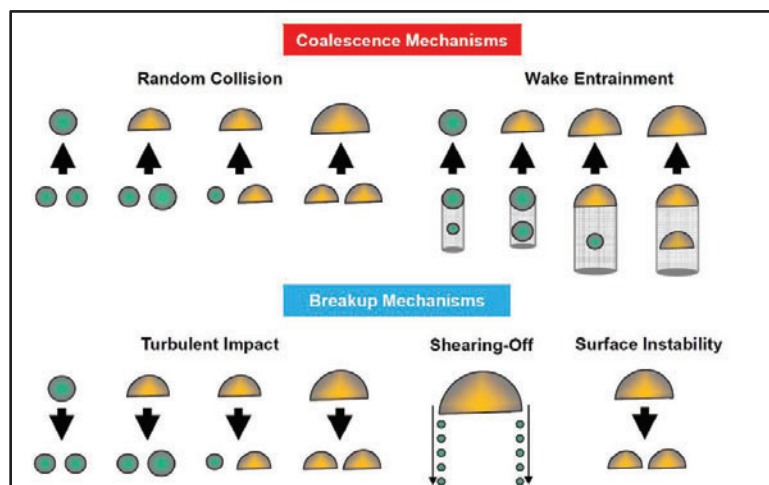 Coalescence Mechanisms
Random Collision
Wake Entrainment
Breakup Mechanisms
Turbulent Impact
Shearing-Off
Surface Instability